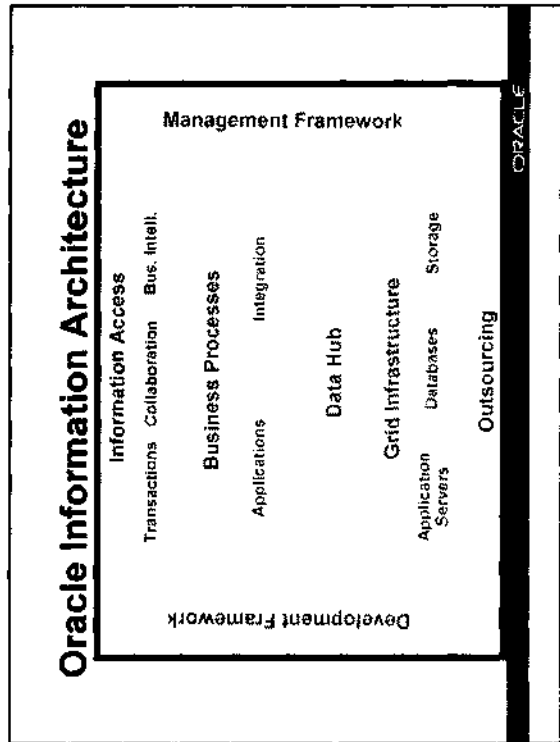 Oracle Information Architecture
Information Access
Transactions Collaboration Bus. Intell.
Business Processes
Applications Integration
Data Hub
Grid Infrastructure
Application
Servers Databases Storage
Outsourcing
Development Framework
Management Framework
ORACLE